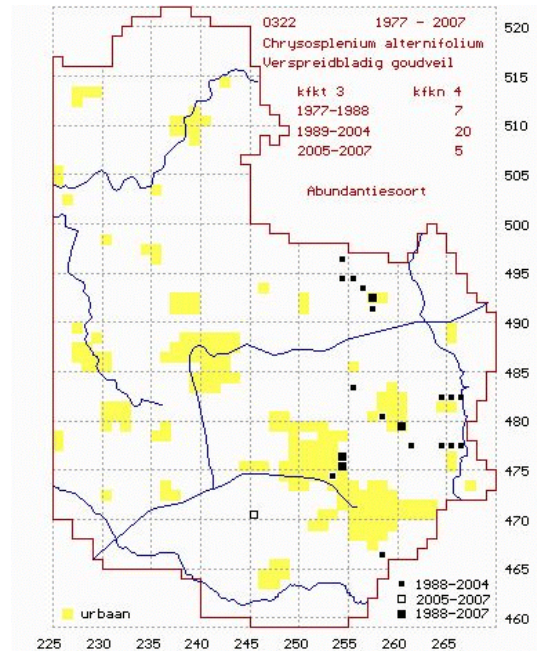 0322 1977 - 2007
Chrysosplenium alternifolium
Verspreidbladig goudveil
kfkt 3 kfkn 4
1977-1988 7
1989-2004 20
2005-2007 5
Abundantiesoort
520
515
510
505
500
495
490
485
480
475
470
465
460
urbaan
1988-2004
2005-2007
1988-2007
225 230 235 240 245 250 255 260 265